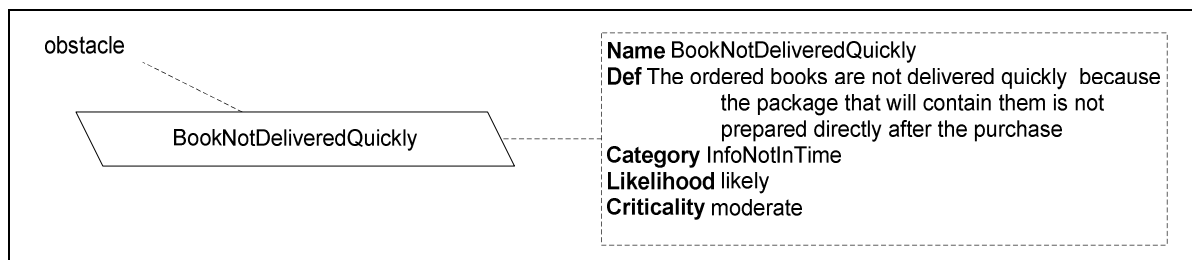 obstacle
BookNotDeliveredQuickly
Name BookNotDeliveredQuickly
Def The ordered books are not delivered quickly because
the package that will contain them is not
prepared directly after the purchase
Category InfoNotInTime
Likelihood likely
Criticality moderate